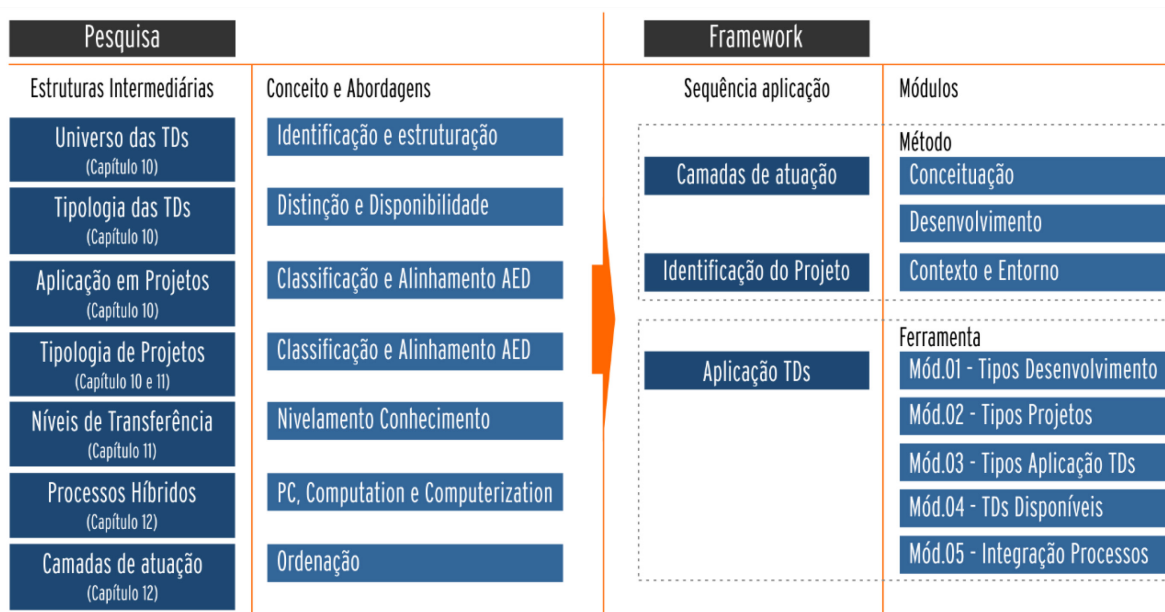 Pesquisa
Estruturas Intermediárias
Universo das TDs
(Capítulo 10)
Tipologia das TDs
(Capítulo 10)
Aplicação em Projetos
(Capítulo 10)
Tipologia de Projetos
(Capítulo 10 e 11)
Níveis de Transferência
(Capítulo 11)
Processos Híbridos
(Capítulo 12)
Camadas de atuação
(Capítulo 12)
Conceito e Abordagens
Identificação e estruturação
Distinção e Disponibilidade
Classificação e Alinhamento AED
Classificação e Alinhamento AED
Nivelamento Conhecimento
PC, Computation e Computerization
Ordenação
Framework
Sequência aplicação
Camadas de atuação
Identificação do Projeto
Aplicação TDs
Módulos
Método
Conceituação
Desenvolvimento
Contexto e Entorno
Ferramenta
Mód.01 - Tipos Desenvolvimento
Mód.02 - Tipos Projetos
Mód.03 - Tipos Aplicação TDs
Mód.04 - TDs Disponíveis
Mód.05 - Integração Processos